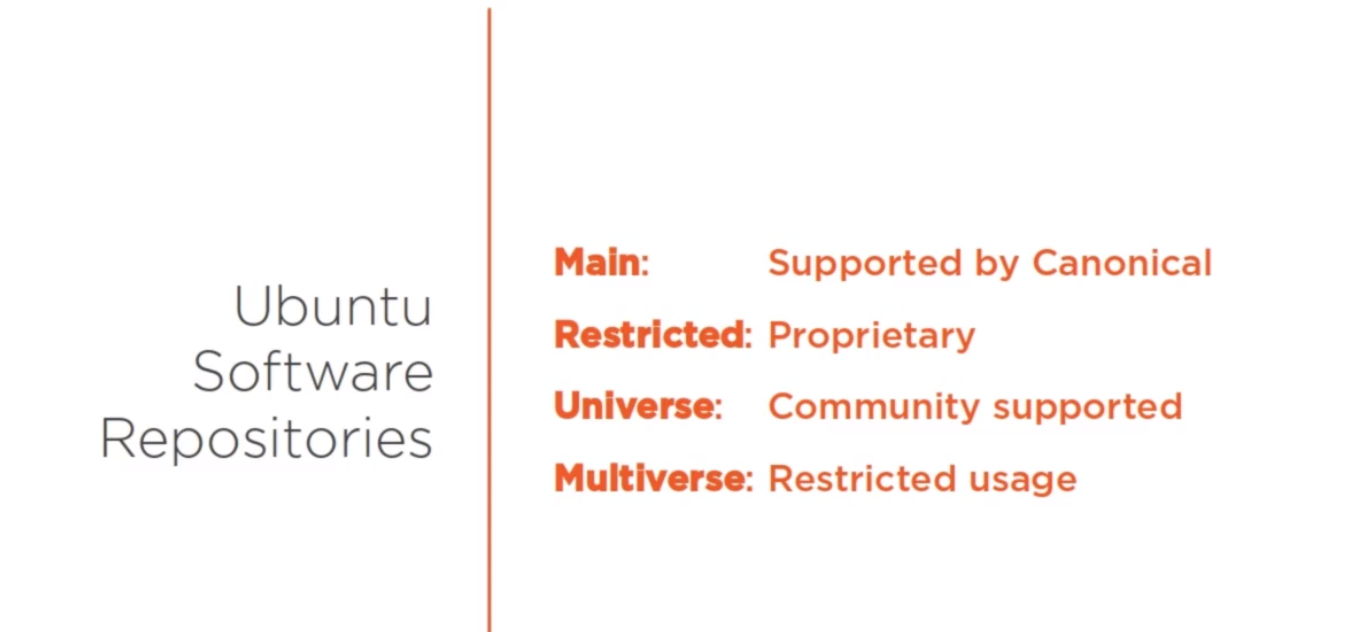 Ubuntu
Software
Repositories
Main: Supported by Canonical
Restricted: Proprietary
Universe: Community supported
Multiverse: Restricted usage